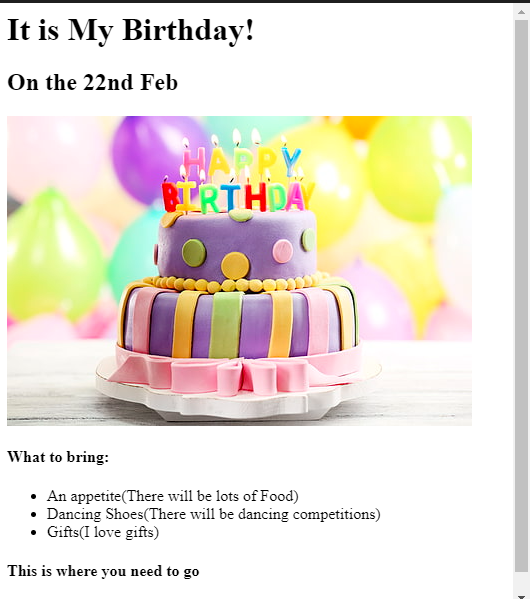 It is My Birthday!
On the 22nd Feb
HAPPY
BIRTHDAY
What to bring:
An appetite(There will be lots of Food)
Dancing Shoes(There will be dancing competitions)
Gifts(I love gifts)
This is where you need to go